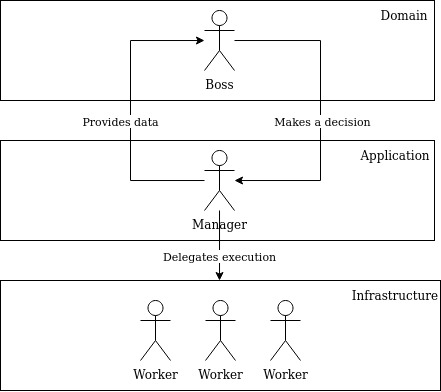 Domain
Boss
Provides data
Makes a decision
Application
Manager
Delegates execution
Infrastructure
Worker
Worker
Worker